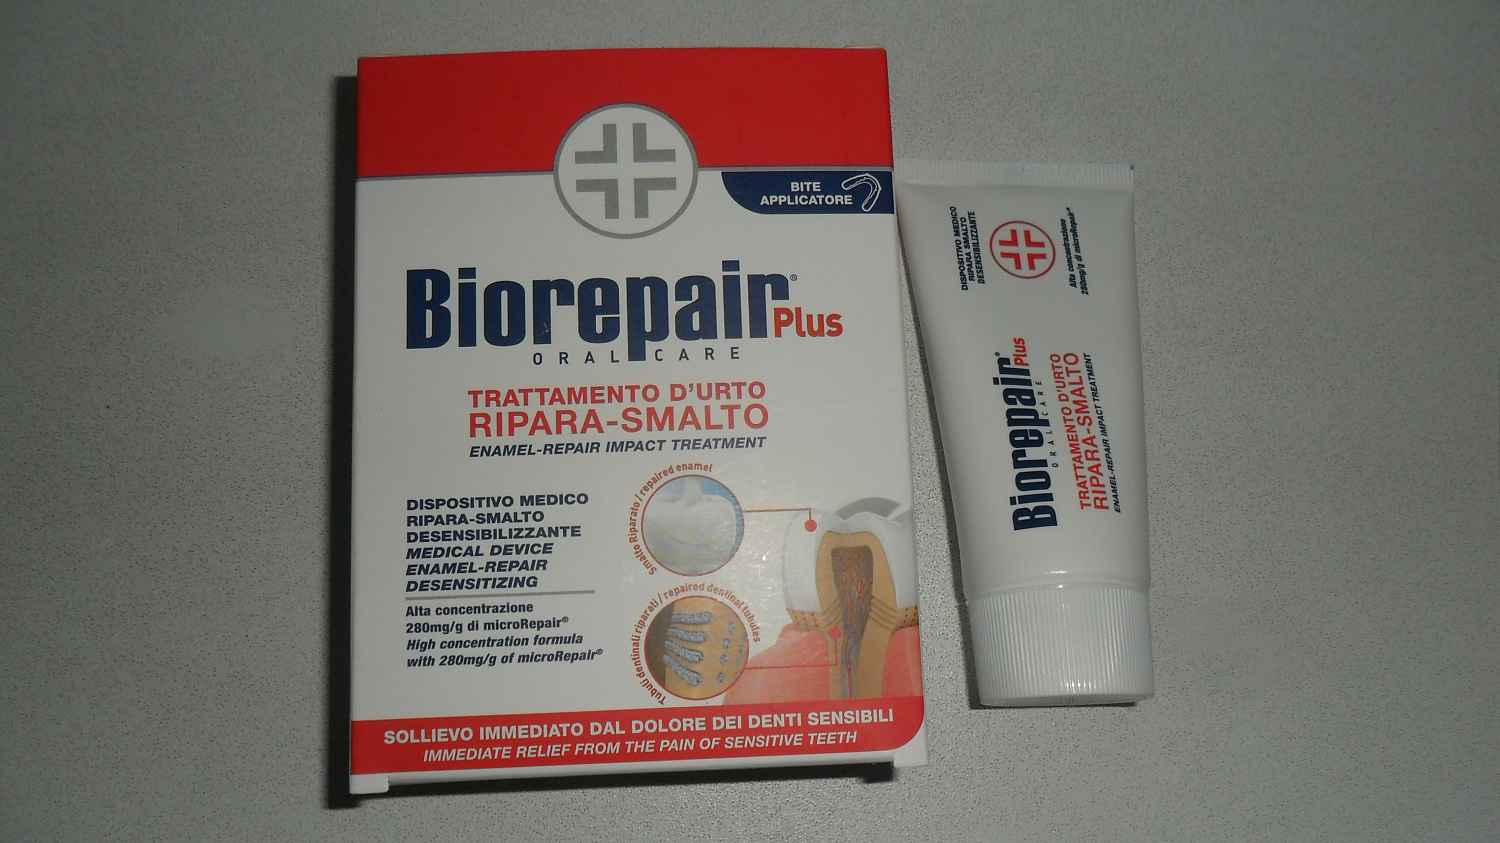 BITE
APPLICATORE
Biorepair® Plus
ORAL CARE
TRATTAMENTO D'URTO
RIPARA-SMALTO
ENAMEL-REPAIR IMPACT TREATMENT
Smalto Riparato / repaired enamel
DISPOSITIVO MEDICO
RIPARA-SMALTO
DESENSIBILIZZANTE
MEDICAL DEVICE
ENAMEL-REPAIR
DESENSITIZING
Alta concentrazione
280mg/g di microRepair®
High concentration formula
with 280mg/g of microRepair®
Tubuli dentinali riparati / repaired dentinal tubules
SOLLIEVO IMMEDIATO DAL DOLORE DEI DENTI SENSIBILI
IMMEDIATE RELIEF FROM THE PAIN OF SENSITIVE TEETH
DISPOSITIVO MEDICO
RIPARA SMALTO
DESENSIBILIZZANTE
Alta concentrazione
280mg/g di microRepair®
Biorepair® Plus
ORAL CARE
TRATTAMENTO D'URTO
RIPARA-SMALTO
ENAMEL-REPAIR IMPACT TREATMENT